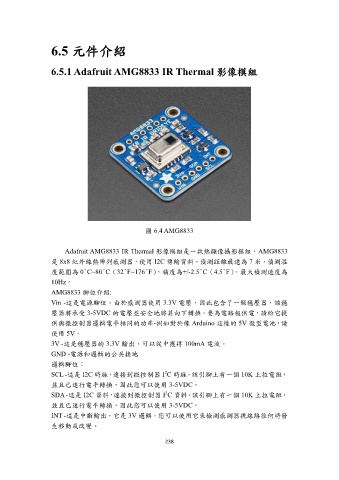 6.5 元件介紹
6.5.1 Adafruit AMG8833 IR Thermal 影像模組
AMG8833
圖 6.4 AMG8833
Adafruit AMG8833 IR Thermal 影像模組是一款熱顯像攝影模組，AMG8833
是 8x8 紅外線熱陣列感測器，使用 I2C 傳輸資料。偵測距離最遠為 7 米，偵測溫
度範圍為 0°C~80°C（32°F~176°F），精度為+/-2.5°C（4.5°F）。最大檢測速度為
10Hz。
AMG8833 腳位介紹:
Vin -這是電源腳位。由於感測器使用 3.3V 電壓，因此包含了一個穩壓器，該穩
壓器將承受 3-5VDC 的電壓並安全地將其向下轉換。要為電路板供電，請給它提
供與微控制器邏輯電平相同的功率-例如對於像 Arduino 這樣的 5V 微型電池，請
使用 5V。
3V -這是穩壓器的 3.3V 輸出，可以從中獲得 100mA 電流。
GND -電源和邏輯的公共接地
邏輯腳位：
SCL -這是 I2C 時脈，連接到微控制器 I²C 時脈。該引腳上有一個 10K 上拉電阻，
並且已進行電平轉換，因此您可以使用 3-5VDC。
SDA -這是 I2C 資料，連接到微控制器 I²C 資料。該引腳上有一個 10K 上拉電阻，
並且已進行電平轉換，因此您可以使用 3-5VDC。
INT -這是中斷輸出。它是 3V 邏輯，您可以使用它來檢測感測器視線路徑何時發
生移動或改變。
158